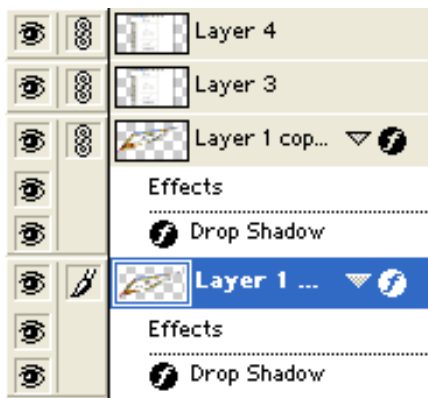 Layer 4
Layer 3
Layer 1 cop...
Effects
Drop Shadow
Layer 1 ...
Effects
Drop Shadow